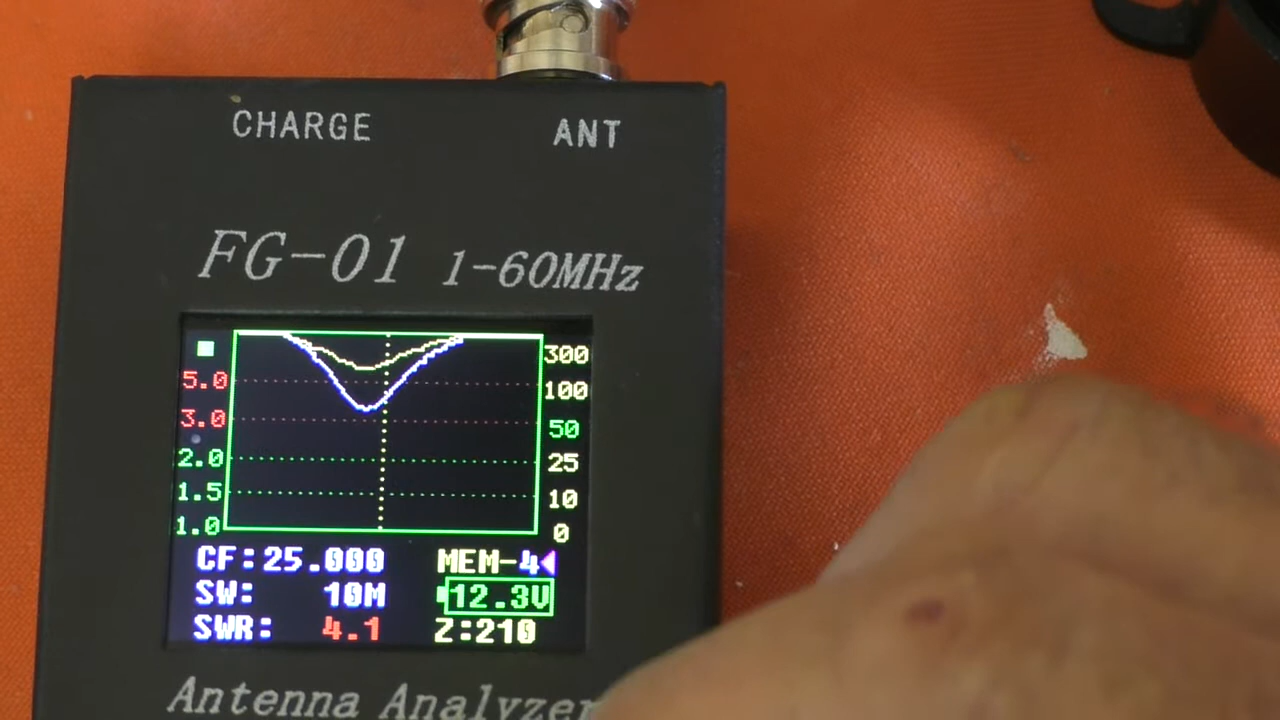 CHARGE ANT
FG-01 1-60MHz
300
5.0 100
3.0 50
2.0 25
1.5 10
1.0 0
CF:25.000 MEM-4
SW: 10M 12.3V
SWR: 4.1 Z:210
Antenna Analyzer